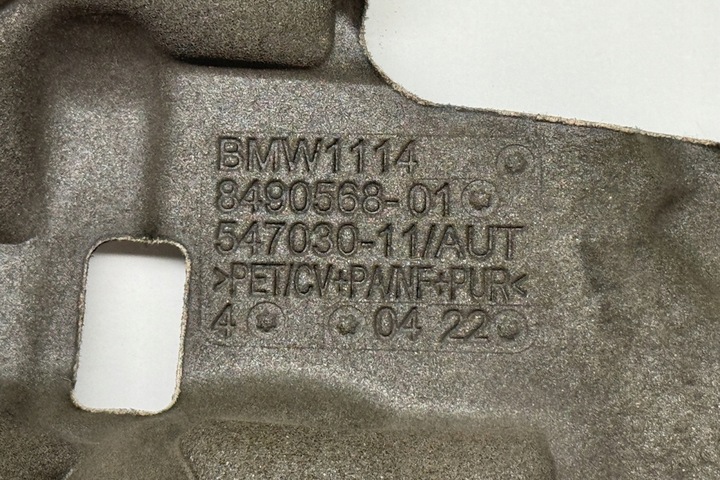 BMW1114
8490568-01
547030-11/AUT
>PET/CV+PA/NF+PUR<
4 04 22